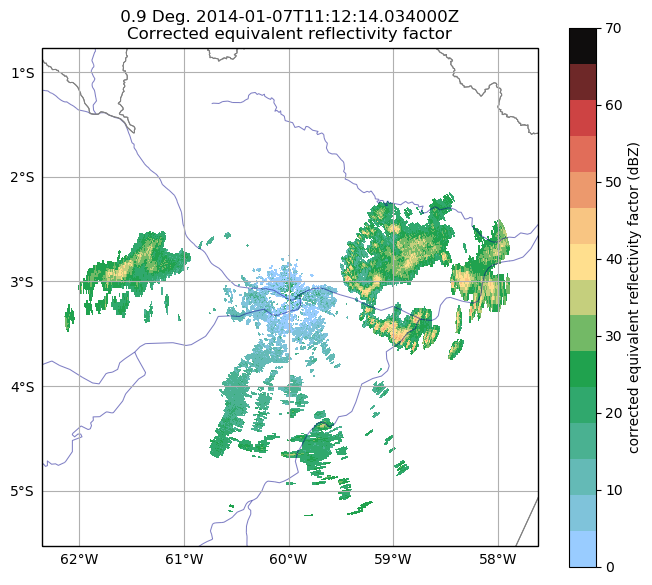 0.9 Deg. 2014-01-07T11:12:14.034000Z
Corrected equivalent reflectivity factor
1°S
2°S
3°S
4°S
5°S
62°W
61°W
60°W
59°W
58°W
70
60
50
40
30
20
10
0
corrected equivalent reflectivity factor (dBZ)